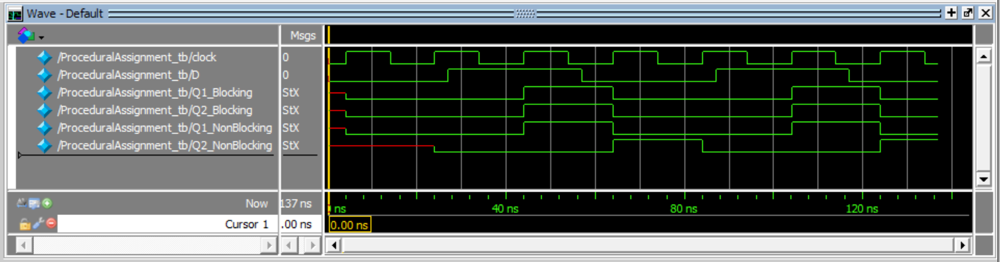 Wave - Default
Msgs
/ProceduralAssignment_tb/clock 0
/ProceduralAssignment_tb/D 0
/ProceduralAssignment_tb/Q1_Blocking StX
/ProceduralAssignment_tb/Q2_Blocking StX
/ProceduralAssignment_tb/Q1_NonBlocking StX
/ProceduralAssignment_tb/Q2_NonBlocking StX
Now 137 ns ns 40 ns 80 ns 120 ns
Cursor 1 .00 ns 0.00 ns